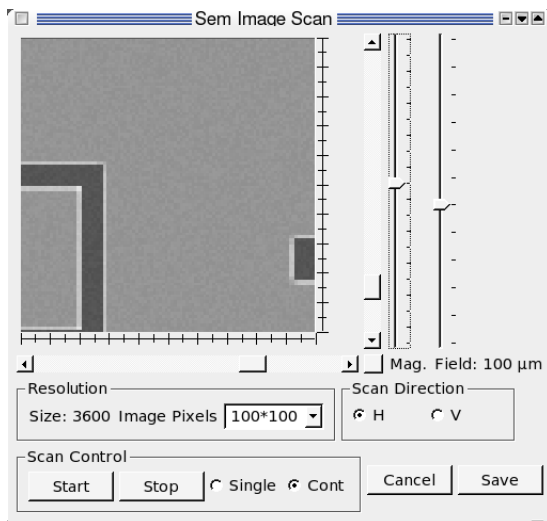 Sem Image Scan
Mag. Field: 100 µm
Resolution
Size: 3600 Image Pixels 100*100
Scan Direction
H V
Scan Control
Start Stop Single Cont
Cancel Save